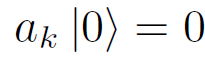 a_k |0⟩ = 0